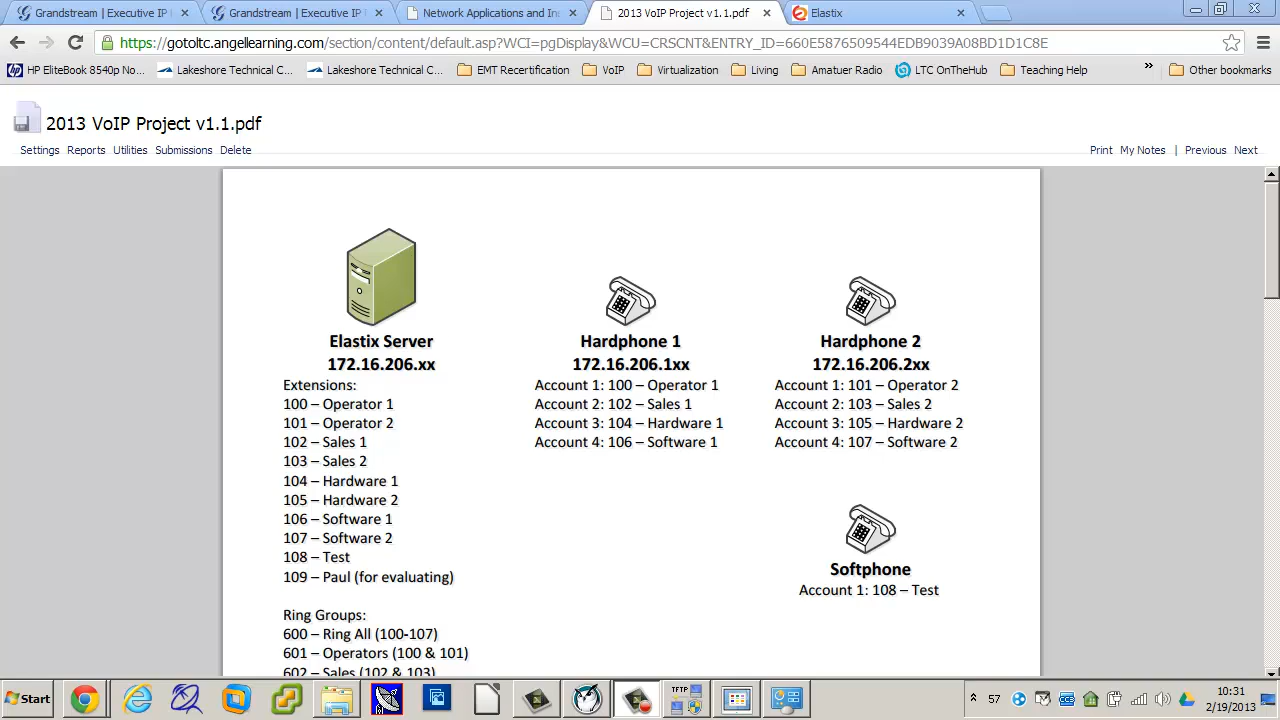 Grandstream | Executive IP
Grandstream | Executive IP
Network Applications and In
2013 VoIP Project v1.1.pdf
Elastix
https://gotoltc.angellearning.com/section/content/default.asp?WCI=pgDisplay&WCU=CRSCNT&ENTRY_ID=660E5876509544EDB9039A08BD1D1C8E
HP EliteBook 8540p No...
Lakeshore Technical C...
Lakeshore Technical C...
EMT Recertification
VoIP
Virtualization
Living
Amatuer Radio
LTC OnTheHub
Teaching Help
»
Other bookmarks
2013 VoIP Project v1.1.pdf
Settings Reports Utilities Submissions Delete
Print My Notes | Previous Next
Elastix Server
172.16.206.xx
Extensions:
100 – Operator 1
101 – Operator 2
102 – Sales 1
103 – Sales 2
104 – Hardware 1
105 – Hardware 2
106 – Software 1
107 – Software 2
108 – Test
109 – Paul (for evaluating)
Ring Groups:
600 – Ring All (100-107)
601 – Operators (100 & 101)
602 – Sales (102 & 103)
Hardphone 1
172.16.206.1xx
Account 1: 100 – Operator 1
Account 2: 102 – Sales 1
Account 3: 104 – Hardware 1
Account 4: 106 – Software 1
Hardphone 2
172.16.206.2xx
Account 1: 101 – Operator 2
Account 2: 103 – Sales 2
Account 3: 105 – Hardware 2
Account 4: 107 – Software 2
Softphone
Account 1: 108 – Test
Start
TFTP
57
10:31
2/19/2013